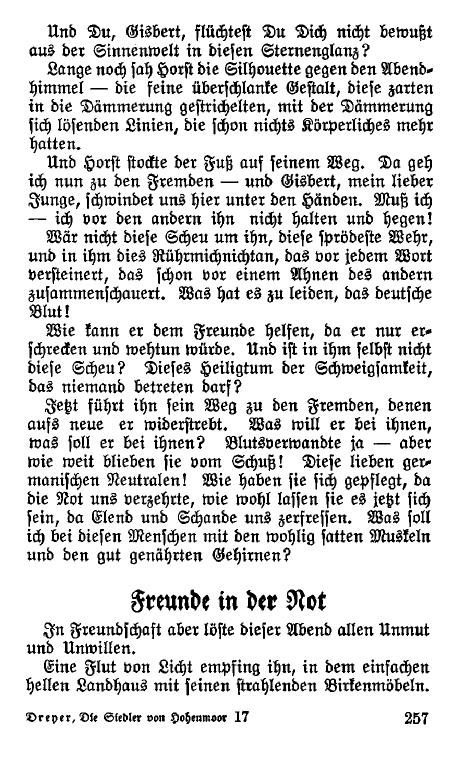 Und Du, Gisbert, flüchtest Du Dich nicht bewußt
aus der Sinnenwelt in diesen Sternenglanz?
Lange noch sah Horst die Silhouette gegen den Abend-
himmel — die feine überschlanke Gestalt, diese zarten
in die Dämmerung gestrichelten, mit der Dämmerung
sich lösenden Linien, die schon nichts Körperliches mehr
hatten.
Und Horst stockte der Fuß auf seinem Weg. Da geh
ich nun zu den Fremden — und Gisbert, mein lieber
Junge, schwindet uns hier unter den Händen. Muß ich
— ich vor den andern ihn nicht halten und hegen!
Wär nicht diese Scheu um ihn, diese sprödeste Wehr,
und in ihm dies Rührmichnichtan, das vor jedem Wort
versteinert, das schon vor einem Ahnen des andern
zusammenschauert. Was hat es zu leiden, das deutsche
Blut!
Wie kann er dem Freunde helfen, da er nur er-
schrecken und wehtun würde. Und ist in ihm selbst nicht
diese Scheu? Dieses Heiligtum der Schweigsamkeit,
das niemand betreten darf?
Jetzt führt ihn sein Weg zu den Fremden, denen
aufs neue er widerstrebt. Was will er bei ihnen,
was soll er bei ihnen? Blutsverwandte ja — aber
wie weit blieben sie vom Schuß! Diese lieben ger-
manischen Neutralen! Wie haben sie sich gepflegt, da
die Not uns verzehrte, wie wohl lassen sie es jetzt sich
sein, da Elend und Schande uns zerfressen. Was soll
ich bei diesen Menschen mit den wohlig satten Muskeln
und den gut genährten Gehirnen?
Freunde in der Not
In Freundschaft aber löste dieser Abend allen Unmut
und Unwillen.
Eine Flut von Licht empfing ihn, in dem einfachen
hellen Landhaus mit seinen strahlenden Birkenmöbeln.
Dreyer, Die Siedler von Hohenmoor 17
257